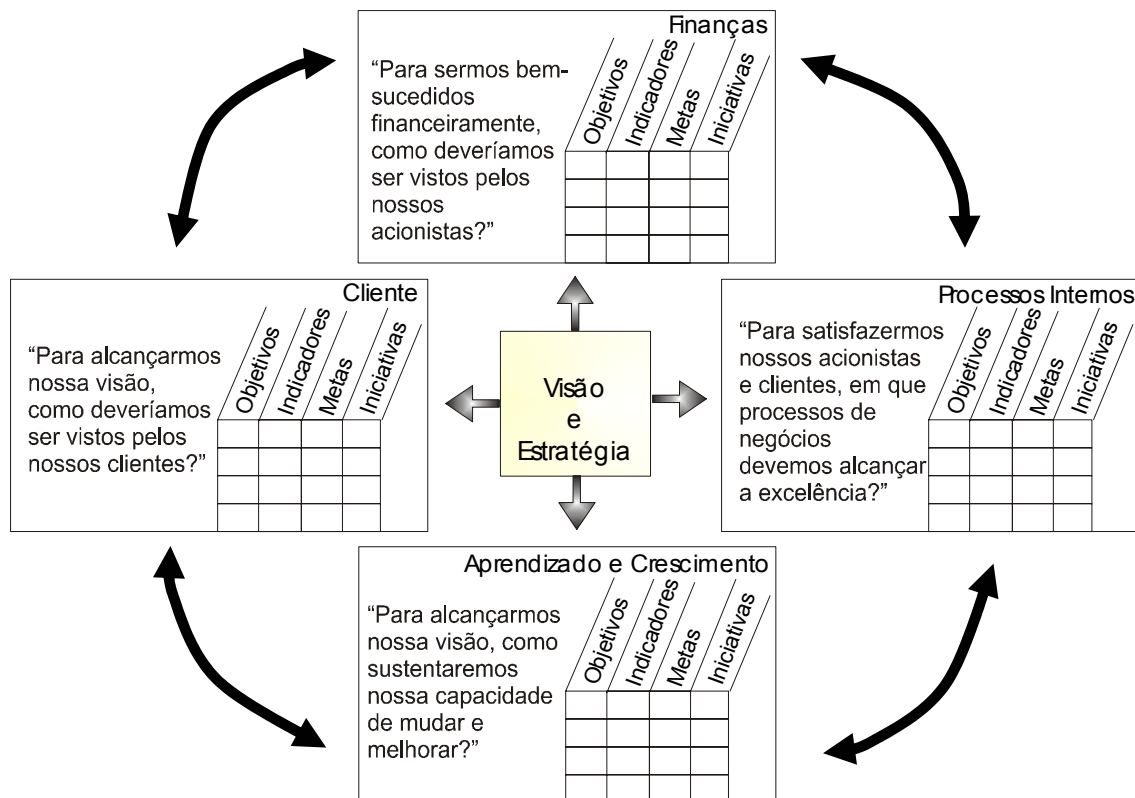 Finanças
“Para sermos bem-
sucedidos
financeiramente,
como deveríamos
ser vistos pelos
nossos
acionistas?”
Objetivos
Indicadores
Metas
Iniciativas
Cliente
“Para alcançarmos
nossa visão,
como deveríamos
ser vistos pelos
nossos clientes?”
Objetivos
Indicadores
Metas
Iniciativas
Visão
e
Estratégia
Processos Internos
“Para satisfazermos
nossos acionistas
e clientes, em que
processos de
negócios
devemos alcançar
a excelência?”
Objetivos
Indicadores
Metas
Iniciativas
Aprendizado e Crescimento
“Para alcançarmos
nossa visão, como
sustentaremos
nossa capacidade
de mudar e
melhorar?”
Objetivos
Indicadores
Metas
Iniciativas